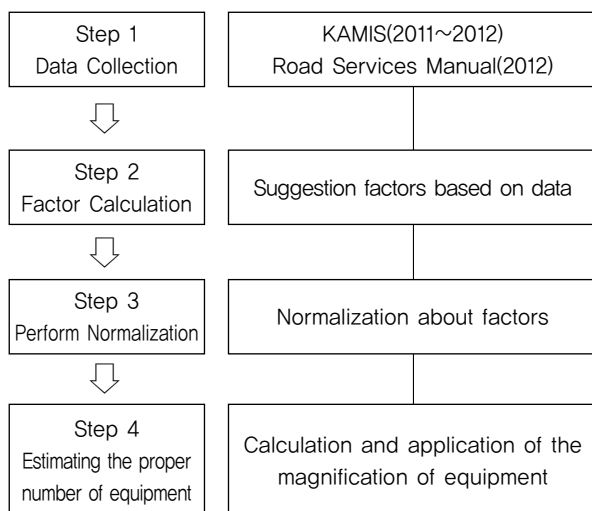 Step 1
Data Collection
KAMIS(2011~2012)
Road Services Manual(2012)
Step 2
Factor Calculation
Suggestion factors based on data
Step 3
Perform Normalization
Normalization about factors
Step 4
Estimating the proper
number of equipment
Calculation and application of the
magnification of equipment